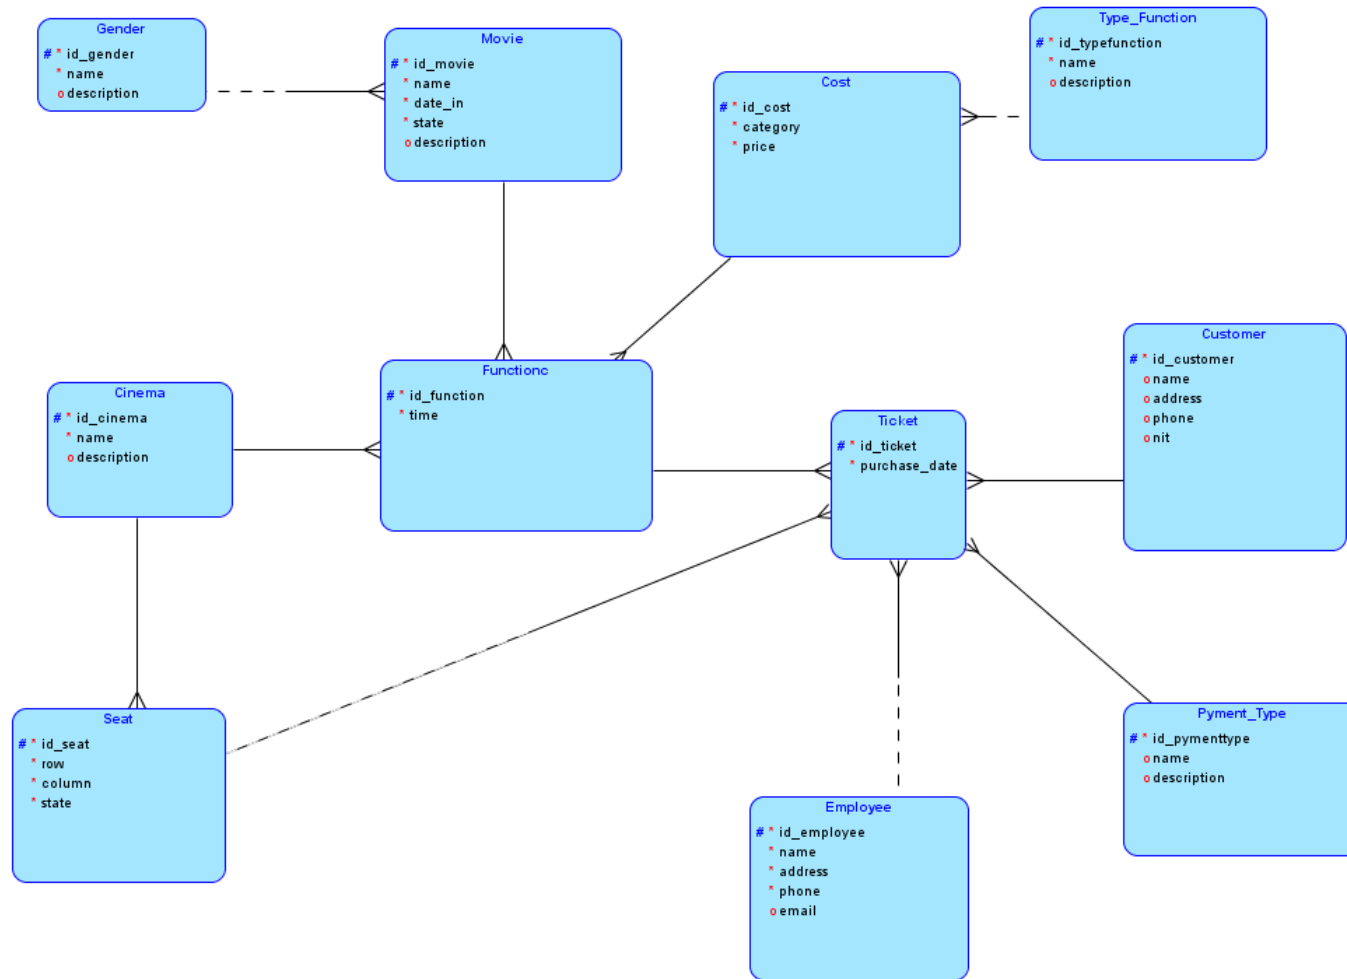 Gender
# * id_gender
* name
o description
Movie
# * id_movie
* name
* date_in
* state
o description
Cost
# * id_cost
* category
* price
Type_Function
# * id_typefunction
* name
o description
Cinema
# * id_cinema
* name
o description
Functionc
# * id_function
* time
Ticket
# * id_ticket
* purchase_date
Customer
# * id_customer
o name
o address
o phone
o nit
Seat
# * id_seat
* row
* column
* state
Employee
# * id_employee
* name
* address
* phone
o email
Pyment_Type
# * id_pymenttype
o name
o description